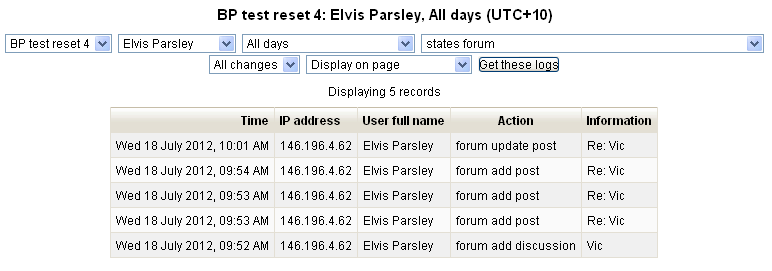 BP test reset 4: Elvis Parsley, All days (UTC+10)
BP test reset 4 Elvis Parsley All days states forum
All changes Display on page Get these logs
Displaying 5 records
Time IP address User full name Action Information
Wed 18 July 2012, 10:01 AM 146.196.4.62 Elvis Parsley forum update post Re: Vic
Wed 18 July 2012, 09:54 AM 146.196.4.62 Elvis Parsley forum add post Re: Vic
Wed 18 July 2012, 09:53 AM 146.196.4.62 Elvis Parsley forum add post Re: Vic
Wed 18 July 2012, 09:53 AM 146.196.4.62 Elvis Parsley forum add post Re: Vic
Wed 18 July 2012, 09:52 AM 146.196.4.62 Elvis Parsley forum add discussion Vic